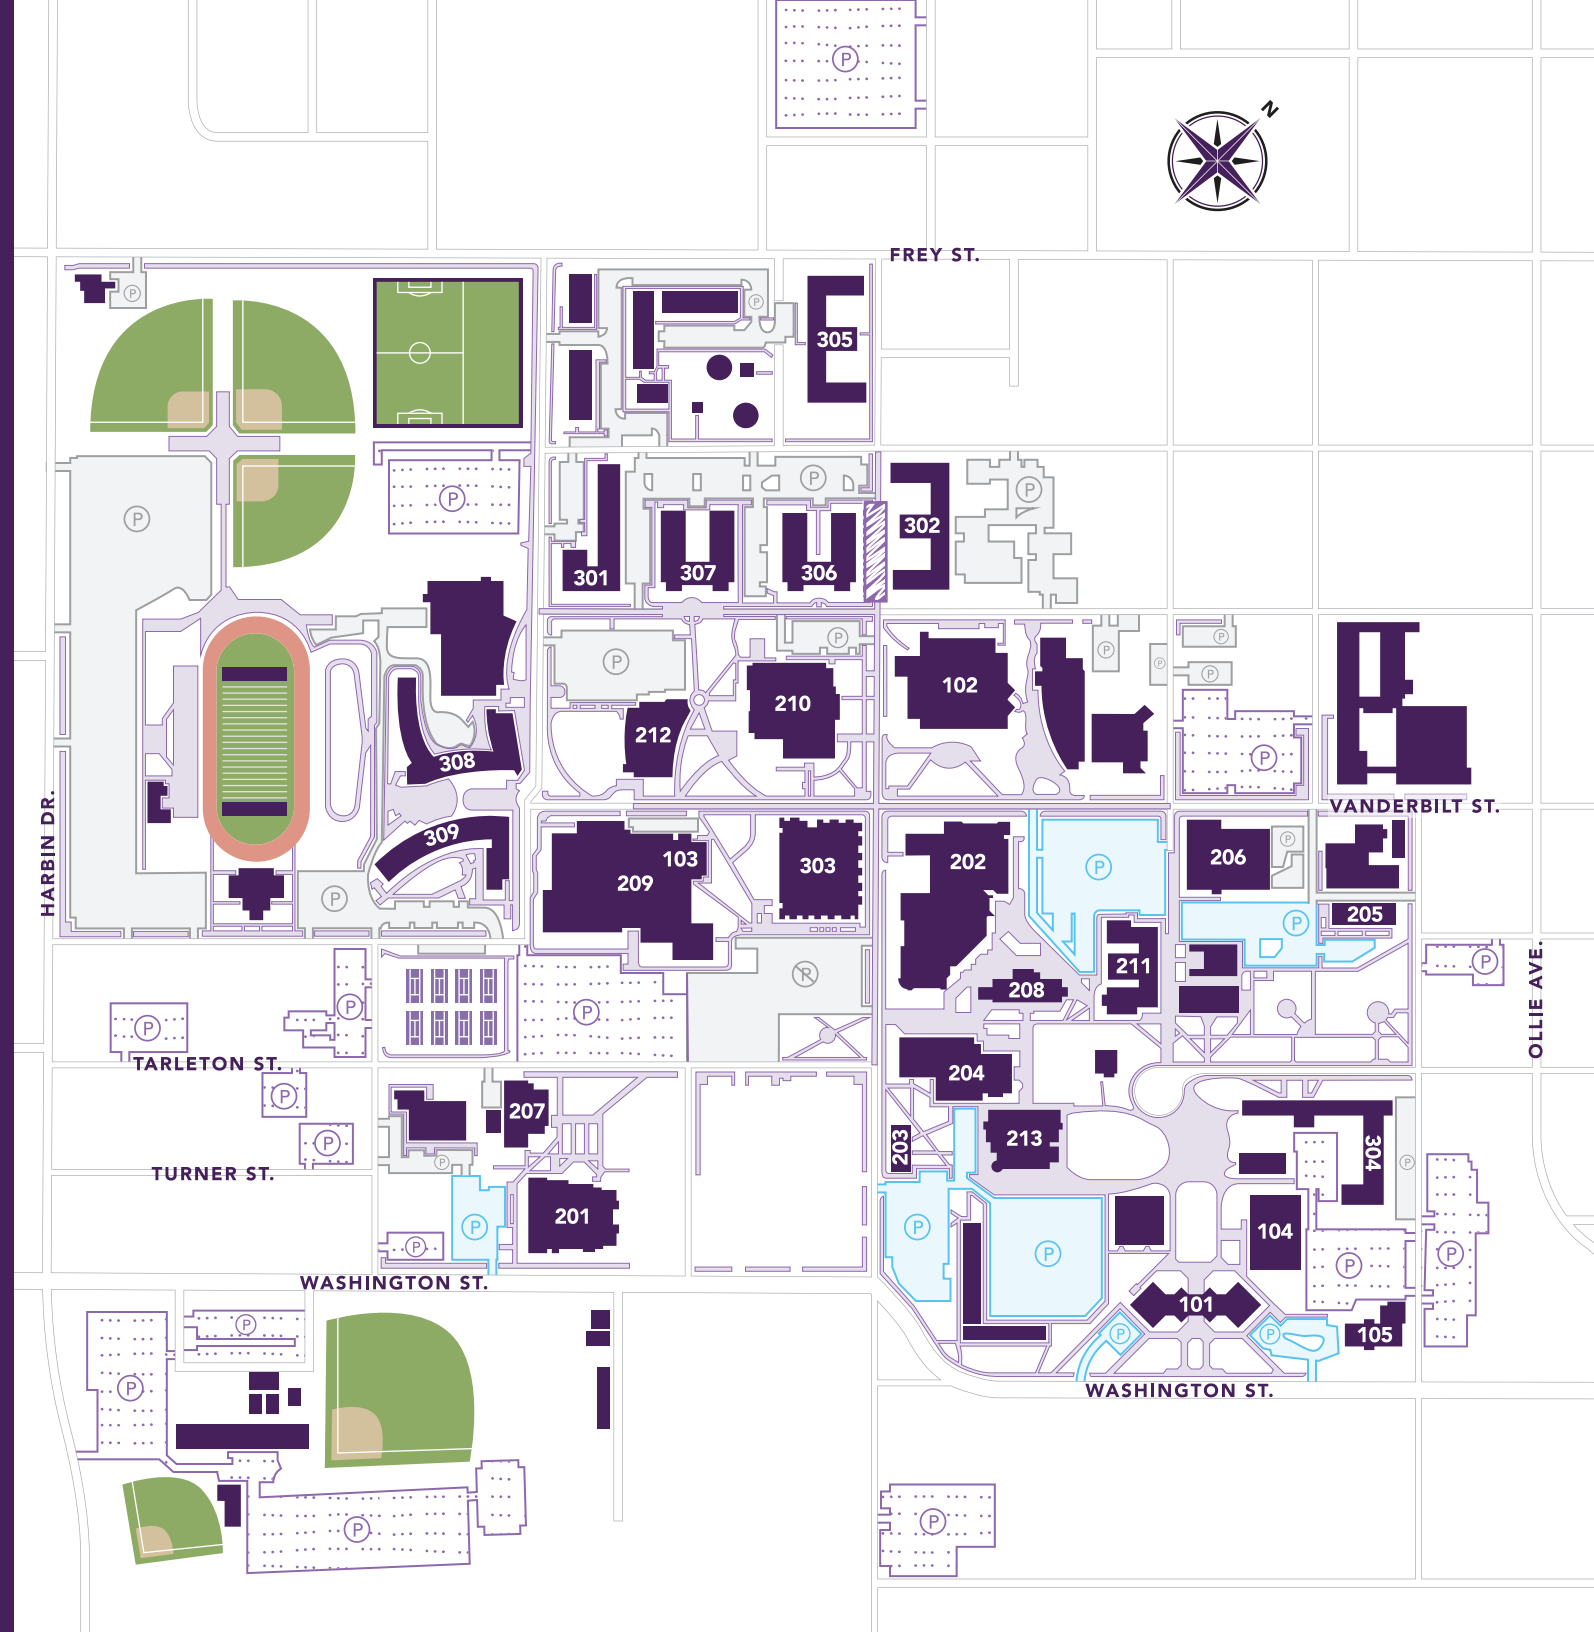 P
N
FREY ST.
P
P
305
P
P
P
P
302
301
307
306
P
P
P
P
P
P
102
210
212
308
P
HARBIN DR.
VANDERBILT ST.
309
103
209
303
202
P
206
P
P
205
P
211
P
P
208
P
P
P
OLLIE AVE.
TARLETON ST.
204
P
207
203
213
P
304
P
P
TURNER ST.
201
P
P
P
P
104
P
P
WASHINGTON ST.
101
P
P
105
P
P
WASHINGTON ST.
P
P